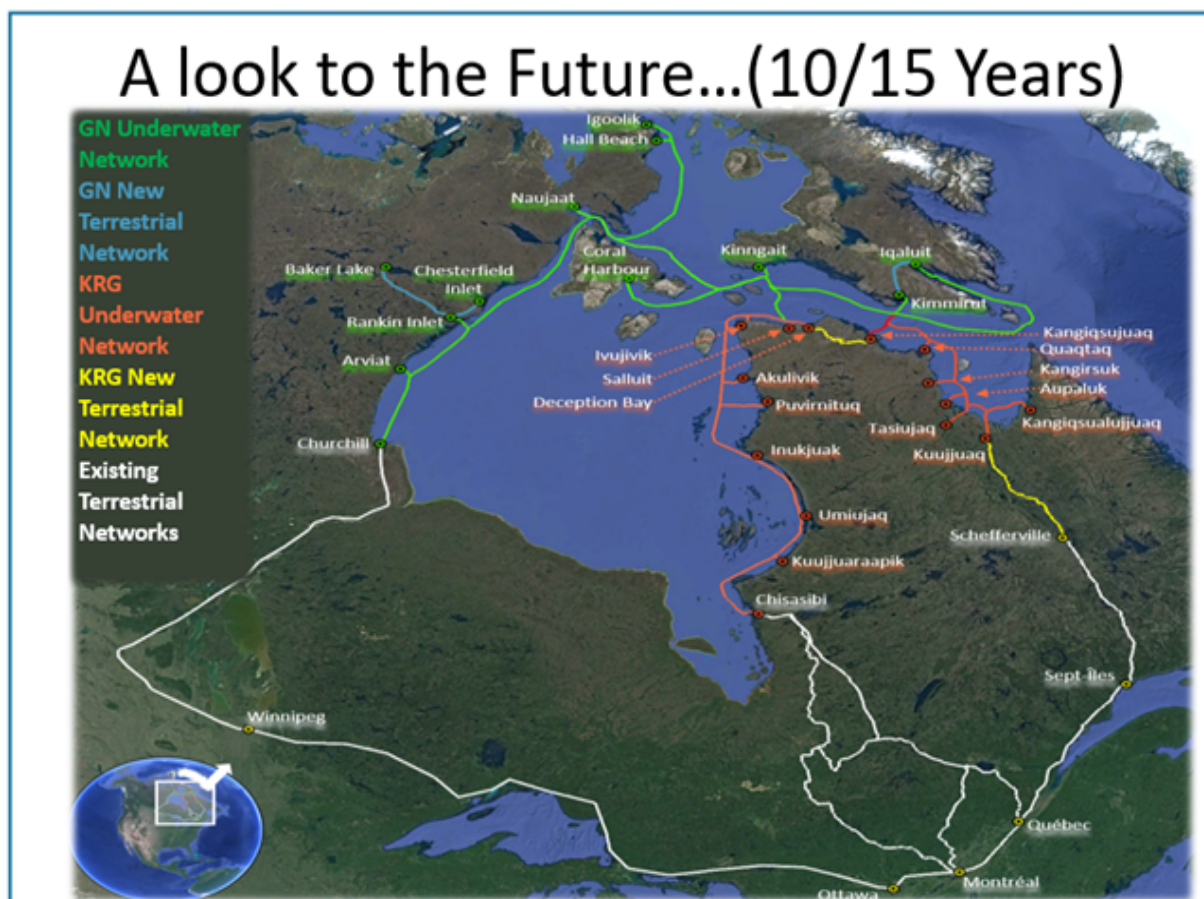 A look to the Future...(10/15 Years)
GN Underwater
Network
GN New
Terrestrial
Network
KRG
Underwater
Network
KRG New
Terrestrial
Network
Existing
Terrestrial
Networks
Igoolik
Hall Beach
Naujaat
Coral
Harbour
Kinngait
Iqaluit
Baker Lake
Chesterfield
Inlet
Kimmirut
Rankin Inlet
Arviat
Churchill
Ivujivik
Salluit
Deception Bay
Akulivik
Puvirnituq
Inukjuak
Umiujaq
Kuujjuaraapik
Chisasibi
Kangiqsujuaq
Quaqtaq
Kangirsuk
Aupaluk
Tasiujaq
Kangiqsualujjuaq
Kuujjuaq
Schefferville
Sept-Îles
Winnipeg
Québec
Montréal
Ottawa